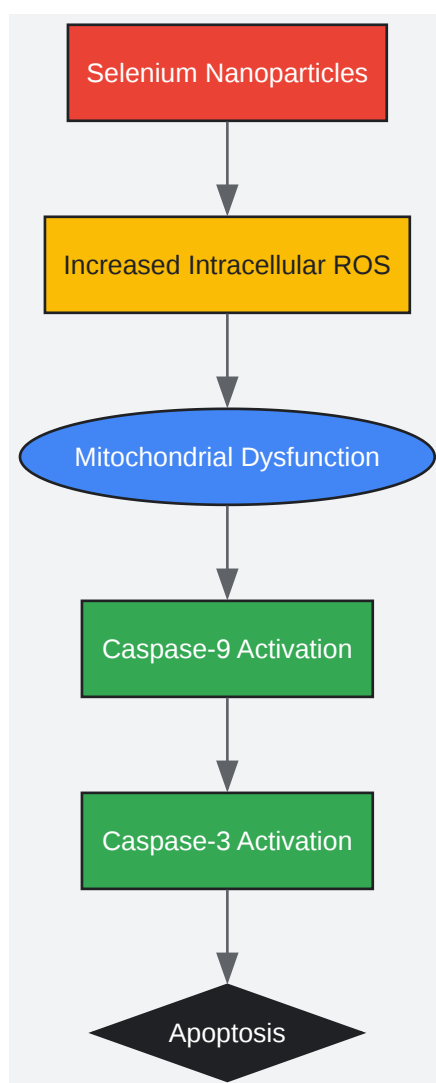 Selenium Nanoparticles
Increased Intracellular ROS
Mitochondrial Dysfunction
Caspase-9 Activation
Caspase-3 Activation
Apoptosis